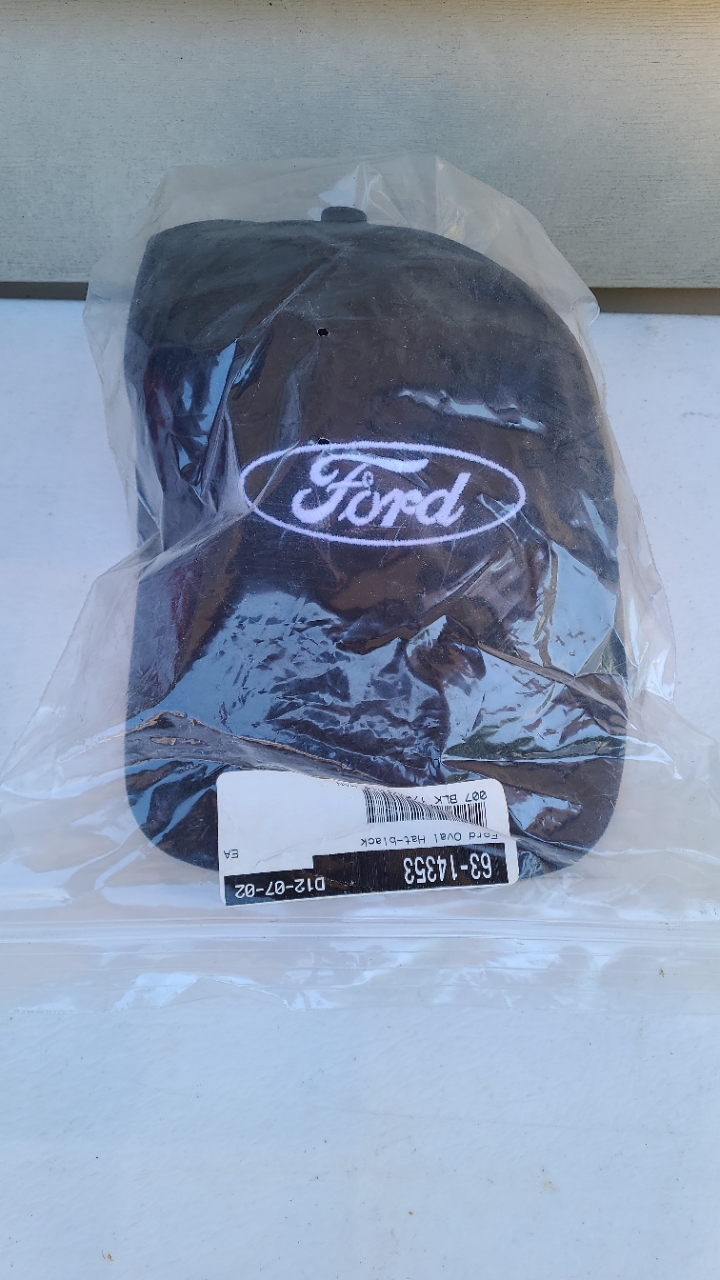 Ford
63-14353
D12-07-02
Ford Oval Hat-black
EA
007 BLK